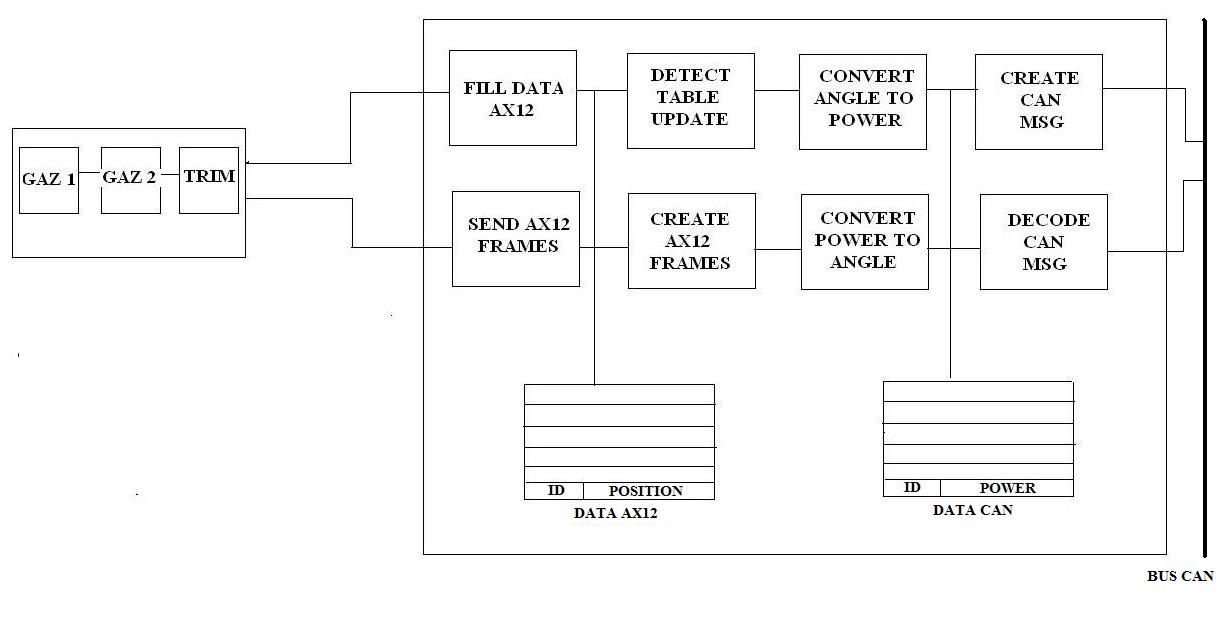 GAZ 1
GAZ 2
TRIM
FILL DATA
AX12
DETECT
TABLE
UPDATE
CONVERT
ANGLE TO
POWER
CREATE
CAN
MSG
SEND AX12
FRAMES
CREATE
AX12
FRAMES
CONVERT
POWER TO
ANGLE
DECODE
CAN
MSG
ID
POSITION
DATA AX12
ID
POWER
DATA CAN
BUS CAN